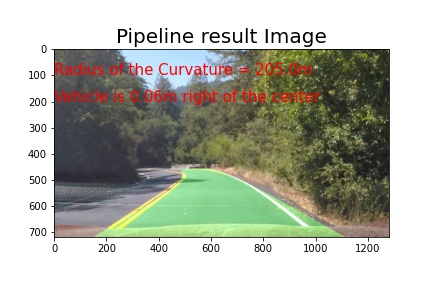 Pipeline result Image
0
Radius of the Curvature = 205.0m
100
Vehicle is 0.06m right of the center
200
300
400
500
600
700
0 200 400 600 800 1000 1200